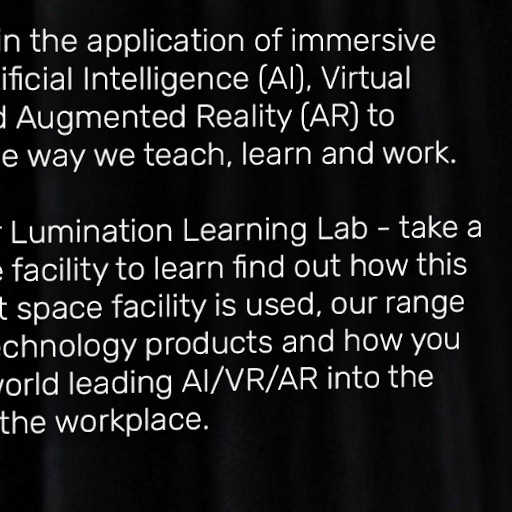 in the application of immersive
ificial Intelligence (AI), Virtual
d Augmented Reality (AR) to
e way we teach, learn and work.
r Lumination Learning Lab - take a
e facility to learn find out how this
t space facility is used, our range
echnology products and how you
world leading AI/VR/AR into the
the workplace.